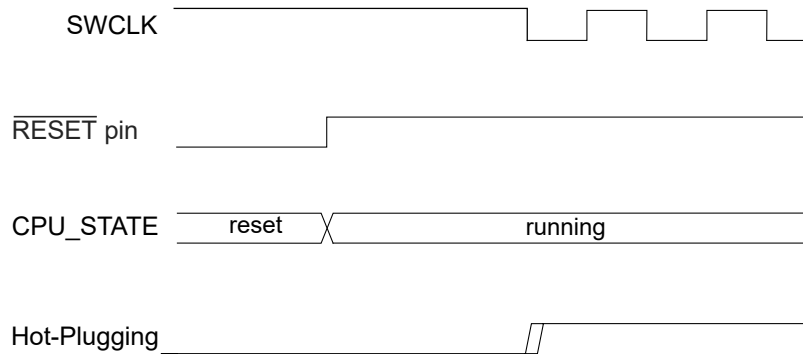 SWCLK
RESET pin
CPU_STATE
reset
running
Hot-Plugging